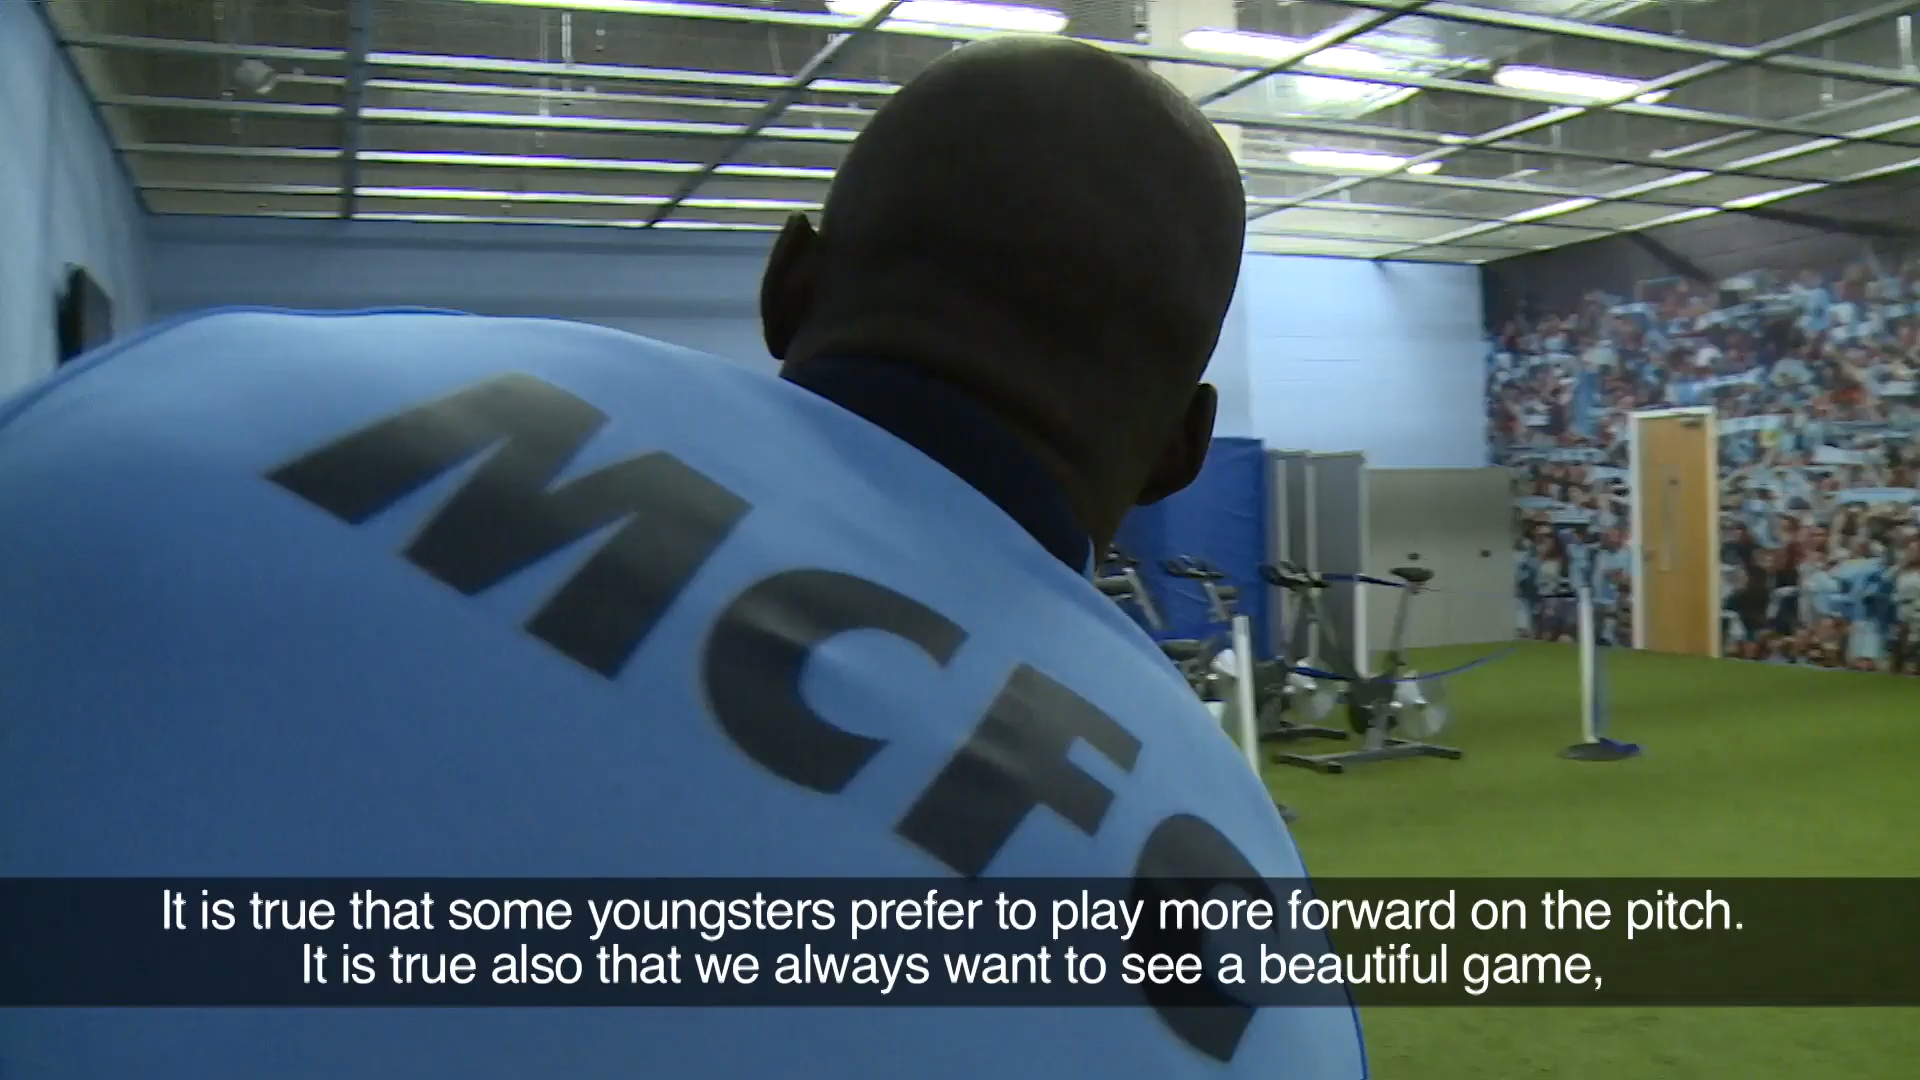 MCFC
It is true that some youngsters prefer to play more forward on the pitch.
It is true also that we always want to see a beautiful game,